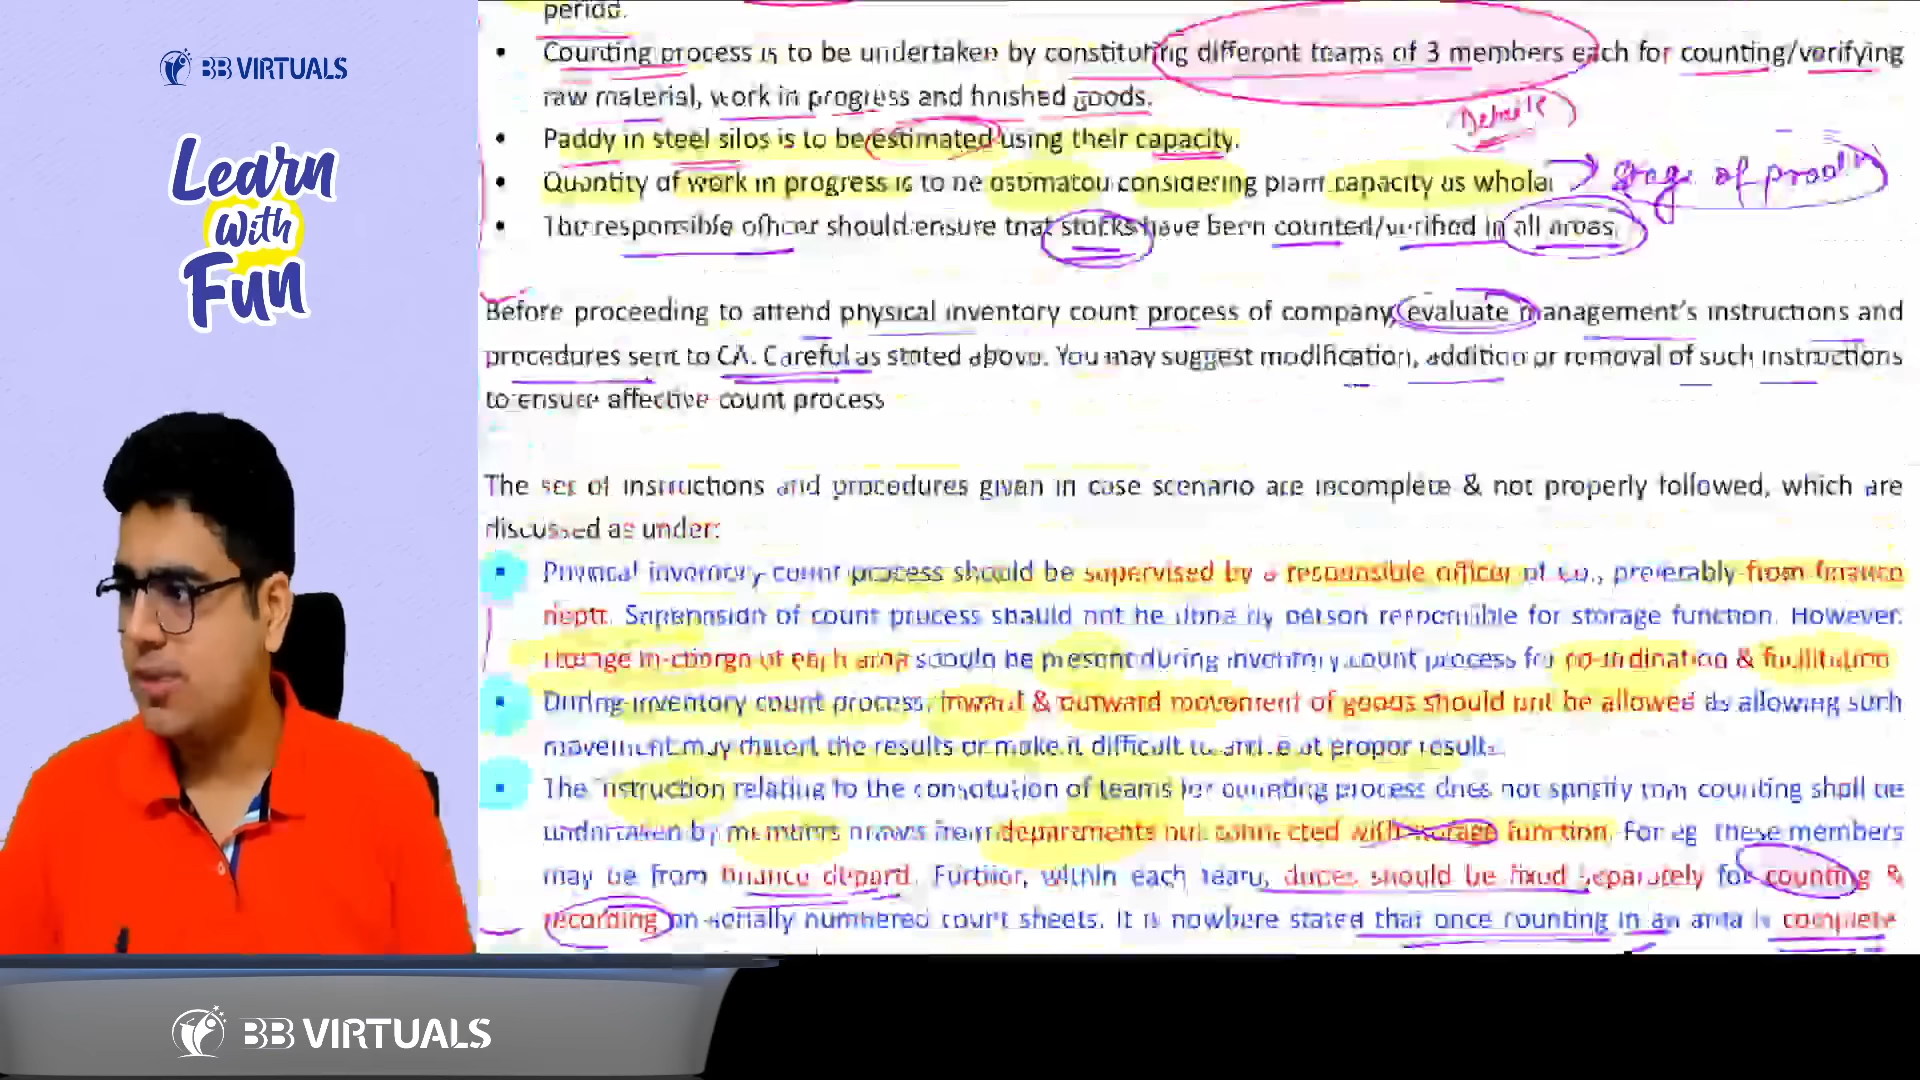 BB VIRTUALS
Learn
With
Fun
period.
• Counting process is to be undertaken by constituting different teams of 3 members each for counting/verifying
raw material, work in progress and finished goods.
Details
• Paddy in steel silos is to be estimated using their capacity.
• Quantity of work in progress is to be estimated considering plant capacity as whole. → Stage of prodn
• The responsible officer should ensure that stocks have been counted/verified in all areas.
Before proceeding to attend physical inventory count process of company, evaluate management's instructions and
procedures sent to CA. Careful as stated above. You may suggest modification, addition or removal of such instructions
to ensure affective count process
The set of instructions and procedures given in case scenario are incomplete & not properly followed, which are
discussed as under:
• Physical inventory count process should be supervised by a responsible officer of co., preferably from finance
deptt. Supervision of count process should not be done by person responsible for storage function. However,
storage in-charge of each area should be present during inventory count process for co-ordination & facilitation
• During inventory count process, inward & outward movement of goods should not be allowed as allowing such
movement may distort the results or make it difficult to arrive at proper results.
• The instruction relating to the constitution of teams for counting process does not specify that counting shall be
undertaken by members drawn from departments not connected with storage function. For eg these members
may be from finance depart. Further, within each team, duties should be fixed separately for counting &
recording on serially numbered count sheets. It is nowhere stated that once counting in an area is complete
BB VIRTUALS